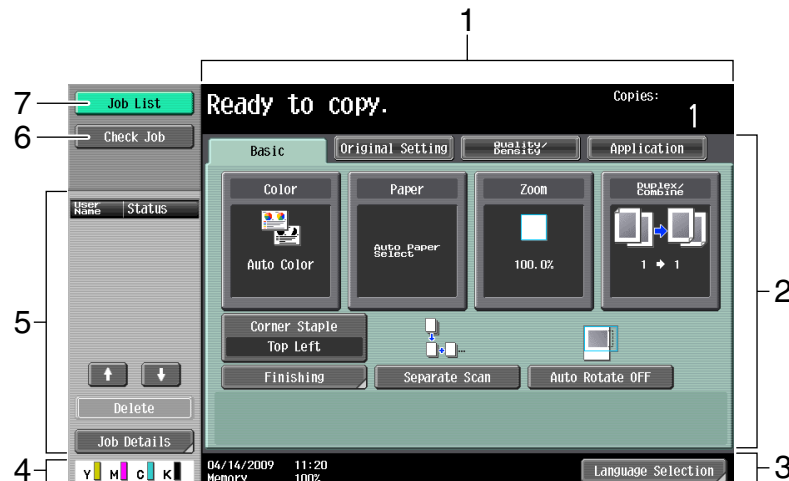 1
7
Job List
Ready to copy.
Copies:
1
6
Check Job
Basic
Original Setting
Quality/
Density
Application
2
Color
Paper
Zoom
Duplex/
Combine
Auto Color
Auto Paper
Select
100.0%
1 → 1
5
User
Name
Status
Corner Staple
Top Left
Finishing
Separate Scan
Auto Rotate OFF
Delete
Job Details
4
Y M C K
04/14/2009 11:20
Memory 100%
Language Selection
3